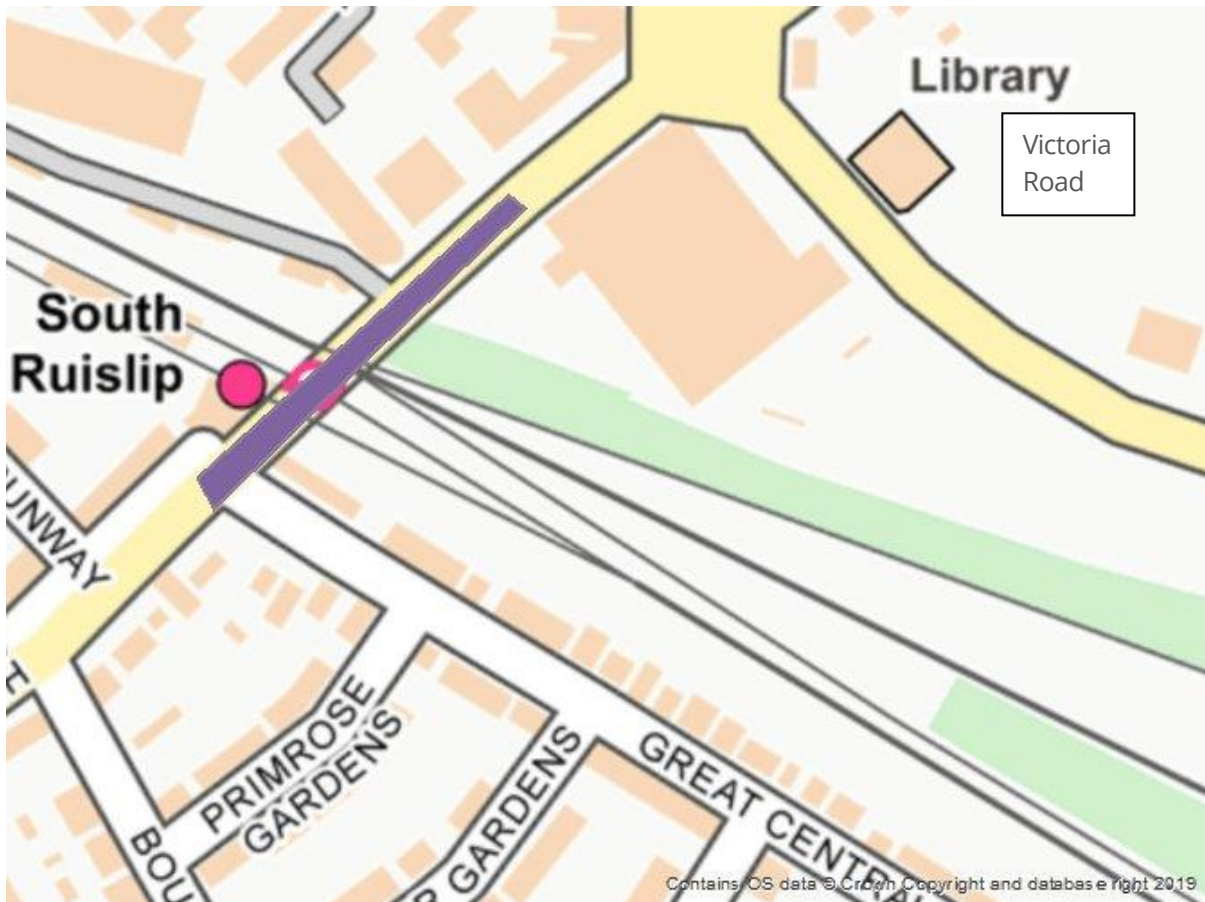 Library
Victoria
Road
South
Ruislip
UNWAY
PRIMROSE
GARDENS
GARDENS
GREAT CENTRAL
BOU
Contains OS data © Crown Copyright and database right 2019